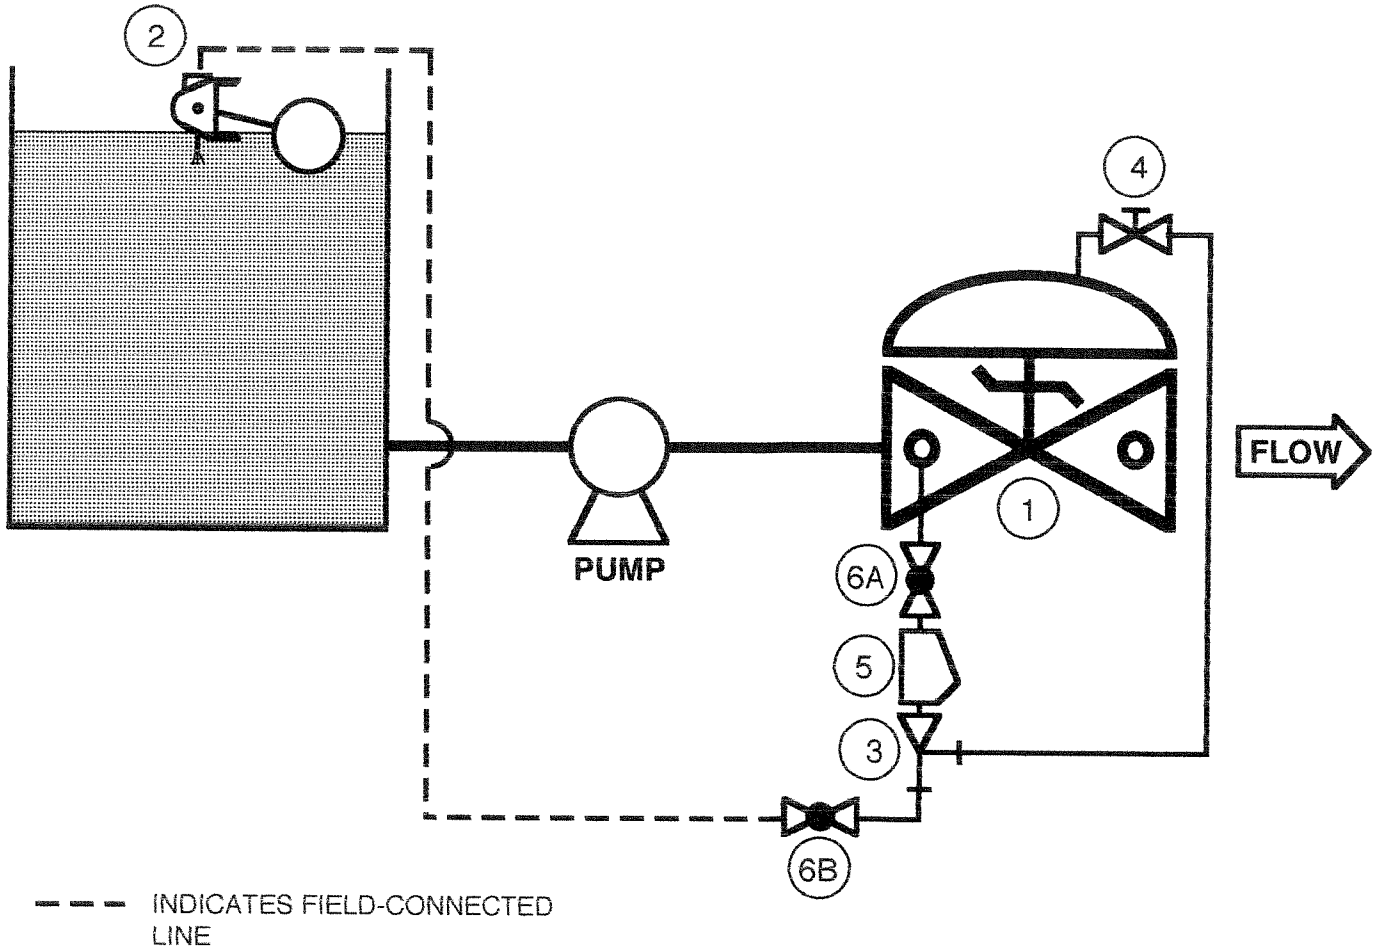 2
4
FLOW
1
PUMP
6A
5
3
6B
INDICATES FIELD-CONNECTED
LINE